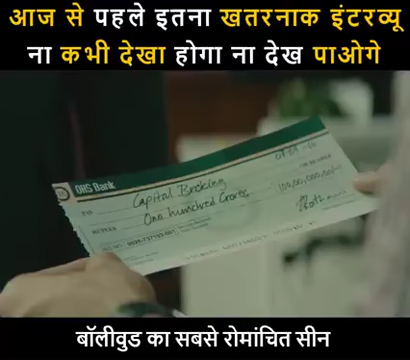 आज से पहले इतना खतरनाक इंटरव्यू
ना कभी देखा होगा ना देख पाओगे
DBS Bank
Capital Broking
One hundred Crores
100,00,000,00/-
बॉलीवुड का सबसे रोमांचित सीन